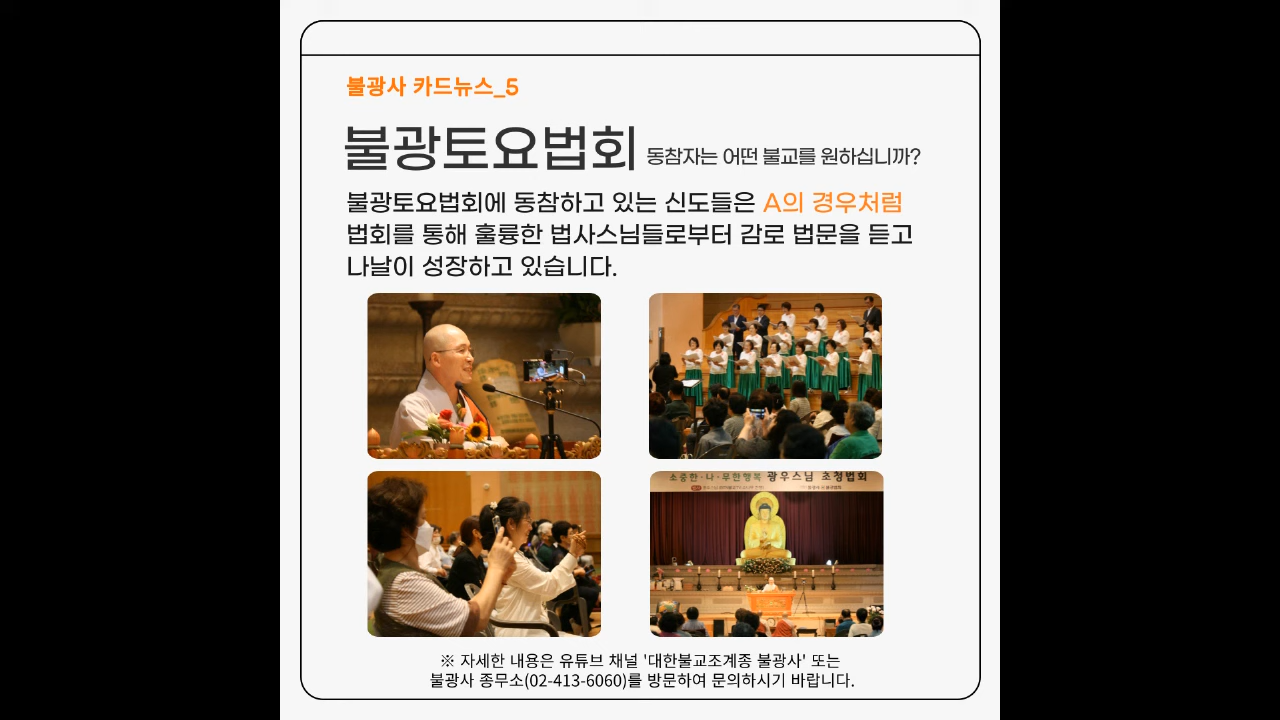 불광사 카드뉴스_5
불광토요법회 동참자는 어떤 불교를 원하십니까?
불광토요법회에 동참하고 있는 신도들은 A의 경우처럼
법회를 통해 훌륭한 법사스님들로부터 감로 법문을 듣고
나날이 성장하고 있습니다.
소중한·나·무한행복 광우스님 초청법회
※ 자세한 내용은 유튜브 채널 '대한불교조계종 불광사' 또는
불광사 종무소(02-413-6060)를 방문하여 문의하시기 바랍니다.